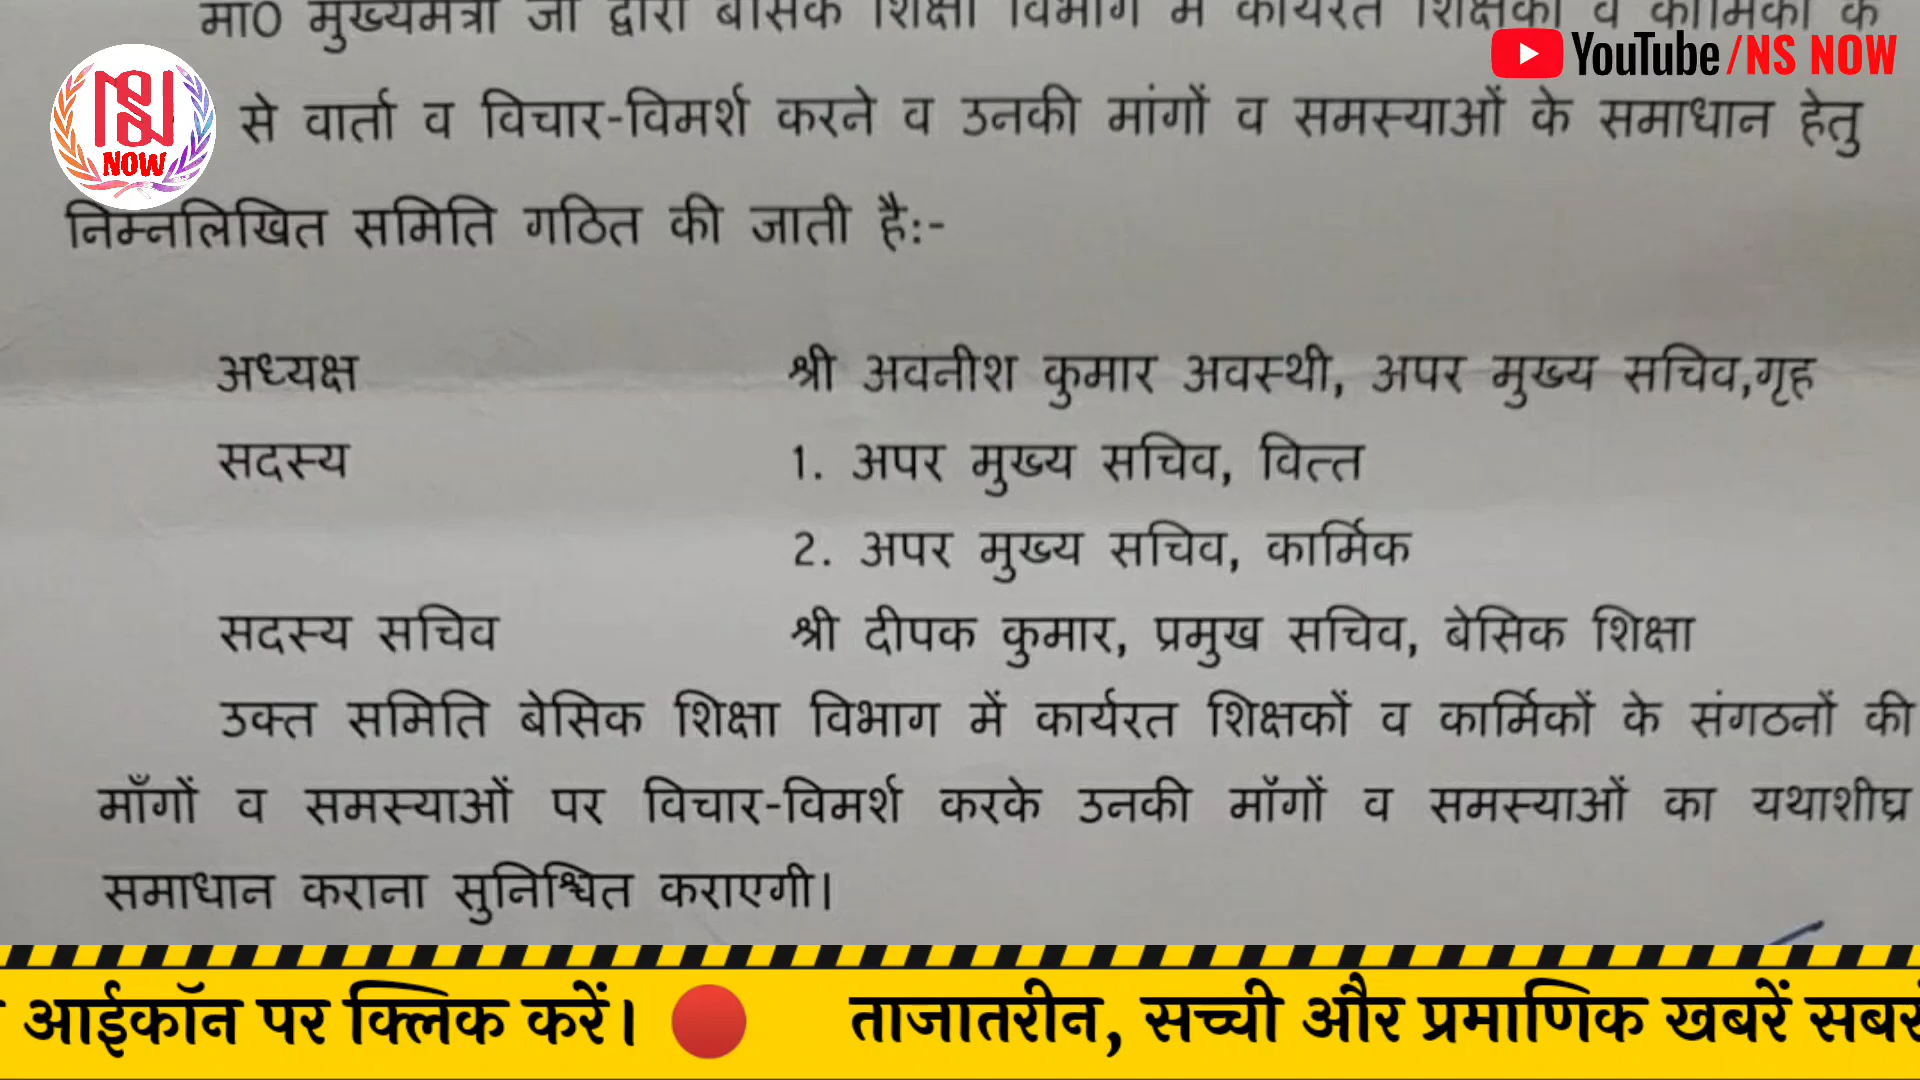 मा0 मुख्यमंत्री जी द्वारा बेसिक शिक्षा विभाग में कार्यरत शिक्षकों व कार्मिकों के
YouTube/NS NOW
NS NOW
से वार्ता व विचार-विमर्श करने व उनकी मांगों व समस्याओं के समाधान हेतु
निम्नलिखित समिति गठित की जाती है:-
अध्यक्ष श्री अवनीश कुमार अवस्थी, अपर मुख्य सचिव,गृह
सदस्य 1. अपर मुख्य सचिव, वित्त
2. अपर मुख्य सचिव, कार्मिक
सदस्य सचिव श्री दीपक कुमार, प्रमुख सचिव, बेसिक शिक्षा
उक्त समिति बेसिक शिक्षा विभाग में कार्यरत शिक्षकों व कार्मिकों के संगठनों की
माँगों व समस्याओं पर विचार-विमर्श करके उनकी माँगों व समस्याओं का यथाशीघ्र
समाधान कराना सुनिश्चित कराएगी।
आईकॉन पर क्लिक करें। ताजातरीन, सच्ची और प्रमाणिक खबरें